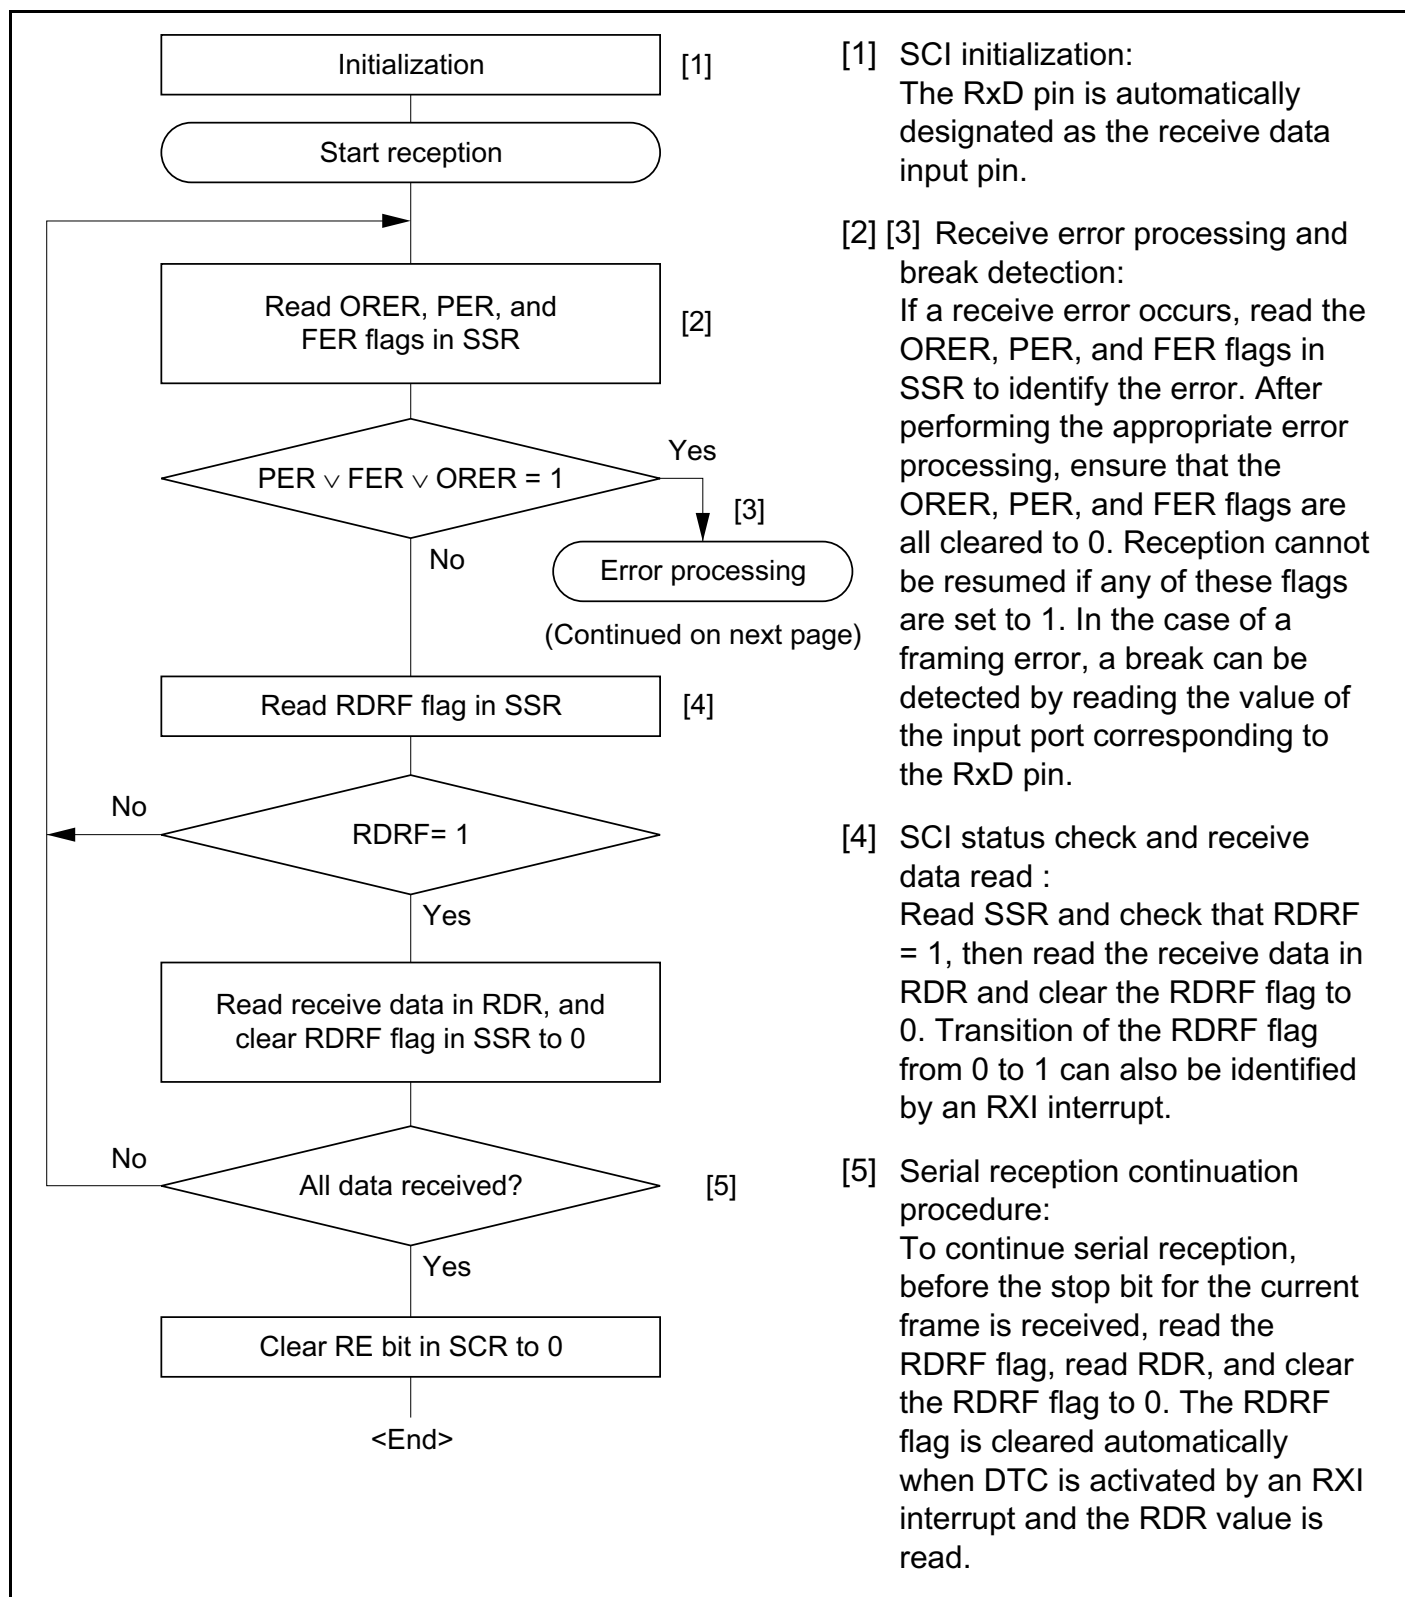 Initialization
[1]
Start reception
Read ORER, PER, and
FER flags in SSR
[2]
PER ∨ FER ∨ ORER = 1
Yes
[3]
No
Error processing
(Continued on next page)
Read RDRF flag in SSR
[4]
No
RDRF= 1
Yes
Read receive data in RDR, and
clear RDRF flag in SSR to 0
No
All data received?
[5]
Yes
Clear RE bit in SCR to 0
<End>
[1] SCI initialization:
The RxD pin is automatically
designated as the receive data
input pin.
[2] [3] Receive error processing and
break detection:
If a receive error occurs, read the
ORER, PER, and FER flags in
SSR to identify the error. After
performing the appropriate error
processing, ensure that the
ORER, PER, and FER flags are
all cleared to 0. Reception cannot
be resumed if any of these flags
are set to 1. In the case of a
framing error, a break can be
detected by reading the value of
the input port corresponding to
the RxD pin.
[4] SCI status check and receive
data read :
Read SSR and check that RDRF
= 1, then read the receive data in
RDR and clear the RDRF flag to
0. Transition of the RDRF flag
from 0 to 1 can also be identified
by an RXI interrupt.
[5] Serial reception continuation
procedure:
To continue serial reception,
before the stop bit for the current
frame is received, read the
RDRF flag, read RDR, and clear
the RDRF flag to 0. The RDRF
flag is cleared automatically
when DTC is activated by an RXI
interrupt and the RDR value is
read.